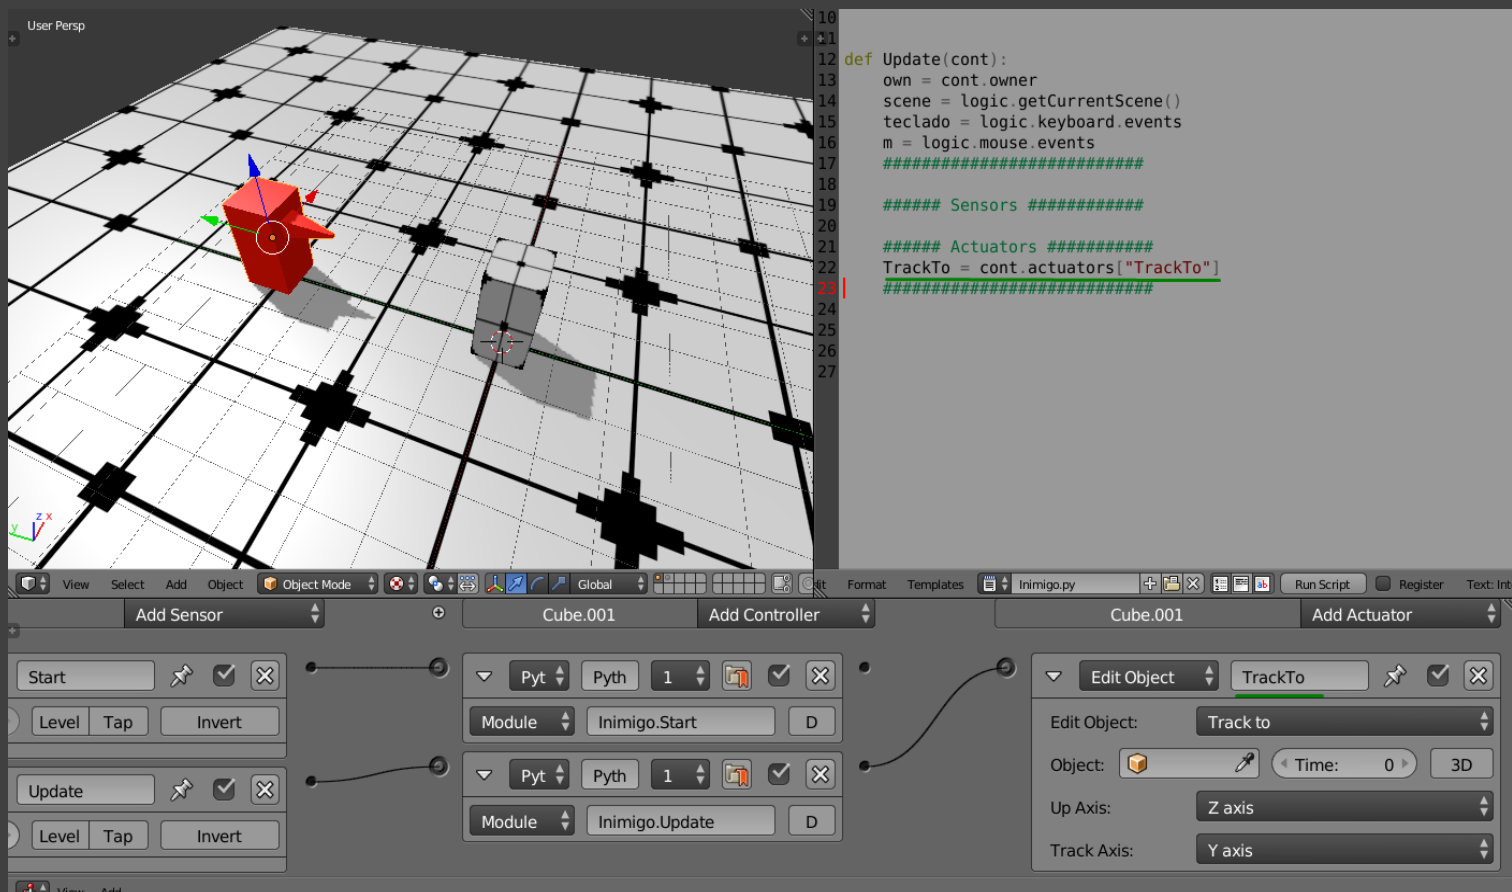 User Persp
10
11
12 def Update(cont):
13 own = cont.owner
14 scene = logic.getCurrentScene()
15 teclado = logic.keyboard.events
16 m = logic.mouse.events
17 ###########################
18
19 ###### Sensors ############
20
21 ###### Actuators ###########
22 TrackTo = cont.actuators["TrackTo"]
23 ############################
24
25
26
27
z x
y
View Select Add Object Object Mode Global
dit Format Templates Inimigo.py Run Script Register Text: Int
Add Sensor Cube.001 Add Controller Cube.001 Add Actuator
Start Pyt Pyth 1 Edit Object TrackTo
Level Tap Invert Module Inimigo.Start D Edit Object: Track to
Object: Time: 0 3D
Update Pyt Pyth 1
Level Tap Invert Module Inimigo.Update D Up Axis: Z axis
Track Axis: Y axis
View Add